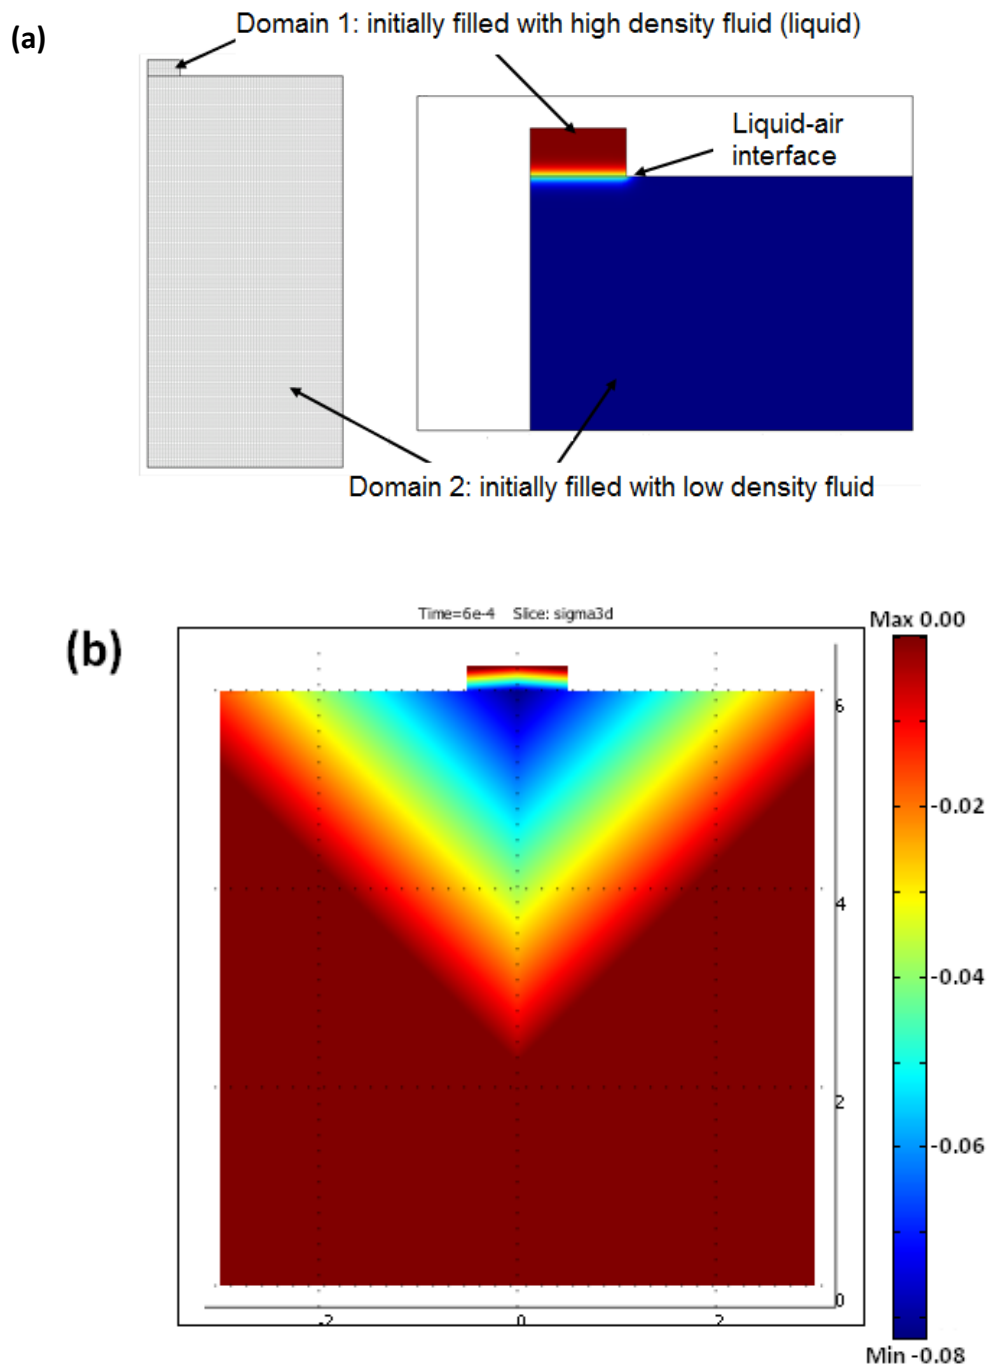 (a)
Domain 1: initially filled with high density fluid (liquid)
Liquid-air
interface
Domain 2: initially filled with low density fluid
(b)
Time=6e-4 Slice: sigma3d
Max 0.00
6
-0.02
4
-0.04
2
-0.06
0
-2 0 2
Min -0.08